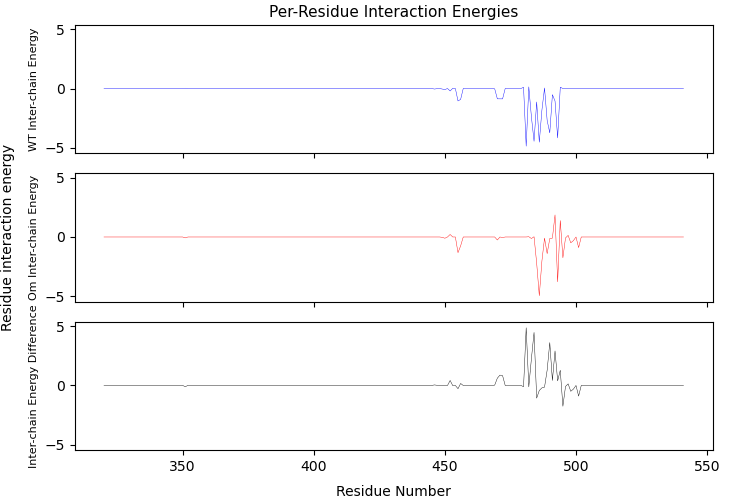 Per-Residue Interaction Energies
Residue interaction energy
WT Inter-chain Energy
5
0
−5
Om Inter-chain Energy
5
0
−5
Inter-chain Energy Difference
5
0
−5
350
400
450
500
550
Residue Number